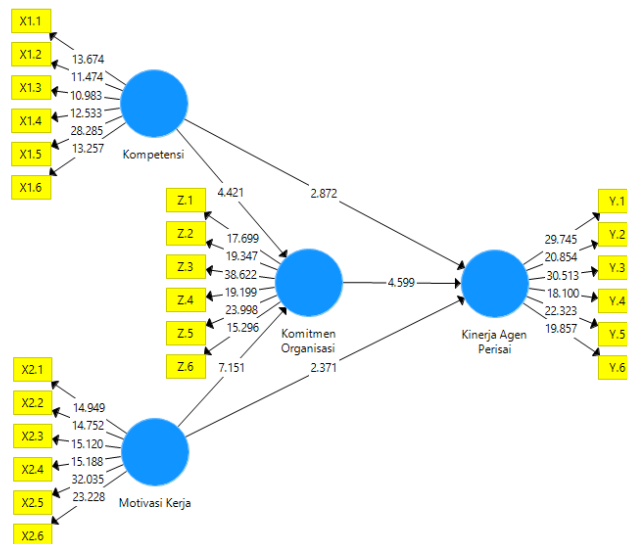 X1.1
X1.2
X1.3
X1.4
X1.5
X1.6
13.674
11.474
10.983
12.533
28.285
13.257
Kompetensi
4.421
2.872
Z.1
Z.2
Z.3
Z.4
Z.5
Z.6
17.699
19.347
38.622
19.199
23.998
15.296
Komitmen
Organisasi
4.599
7.151
2.371
Y.1
Y.2
Y.3
Y.4
Y.5
Y.6
29.745
20.854
30.513
18.100
22.323
19.857
Kinerja Agen
Perisai
X2.1
X2.2
X2.3
X2.4
X2.5
X2.6
14.949
14.752
15.120
15.188
32.035
23.228
Motivasi Kerja